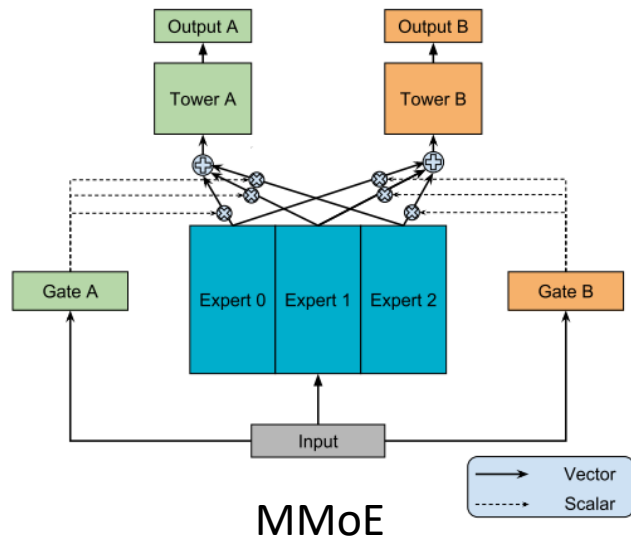 Output A
Output B
Tower A
Tower B
Gate A
Expert 0
Expert 1
Expert 2
Gate B
Input
Vector
Scalar
MMoE